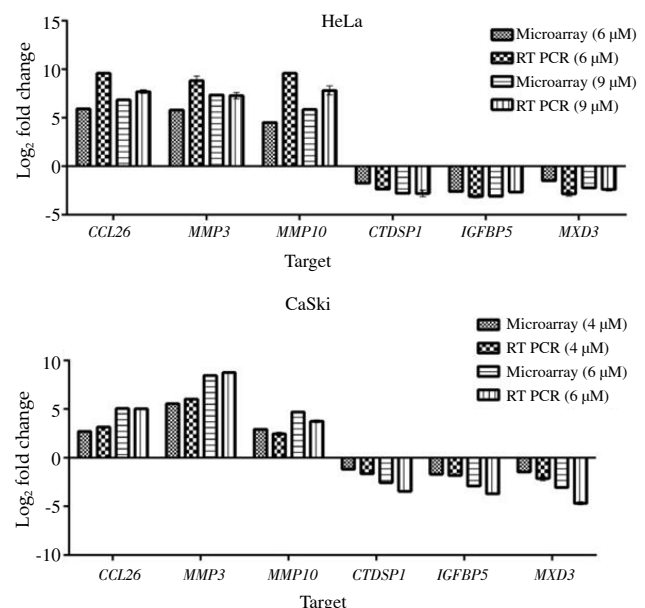 HeLa
15
10
5
0
-5
Log₂ fold change
Microarray (6 μM)
RT PCR (6 μM)
Microarray (9 μM)
RT PCR (9 μM)
CCL26 MMP3 MMP10 CTDSP1 IGFBP5 MXD3
Target
CaSki
10
5
0
-5
-10
Log₂ fold change
Microarray (4 μM)
RT PCR (4 μM)
Microarray (6 μM)
RT PCR (6 μM)
CCL26 MMP3 MMP10 CTDSP1 IGFBP5 MXD3
Target